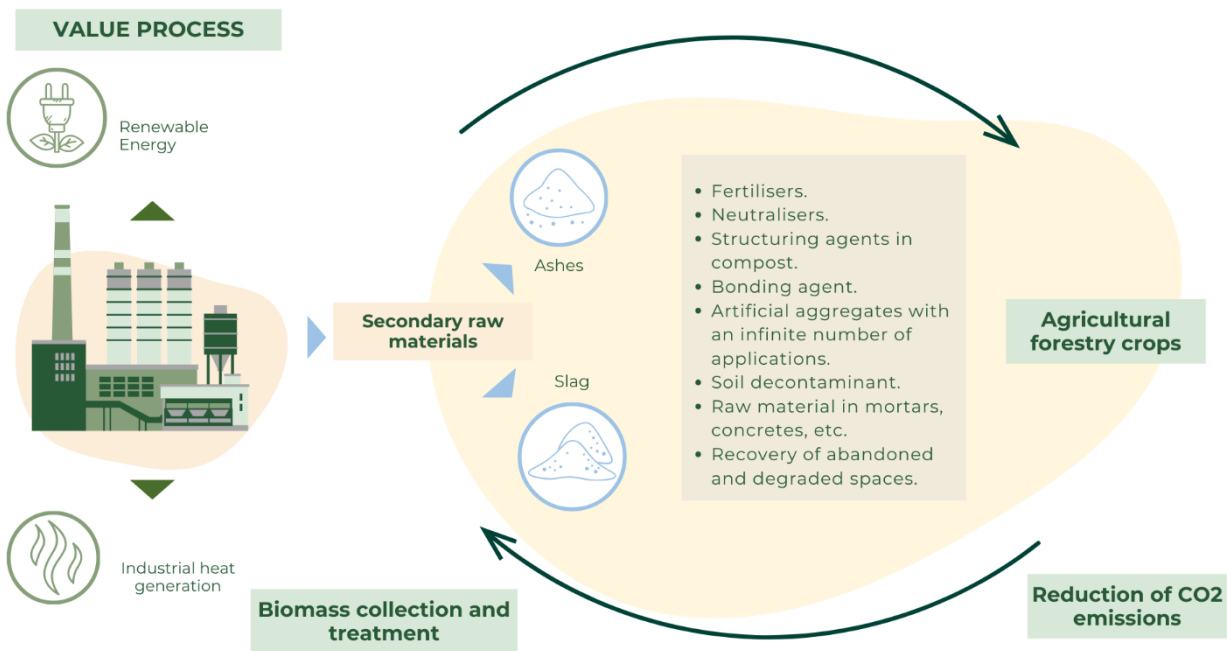 VALUE PROCESS
Renewable
Energy
Industrial heat
generation
Secondary raw
materials
Ashes
Slag
• Fertilisers.
• Neutralisers.
• Structuring agents in
compost.
• Bonding agent.
• Artificial aggregates with
an infinite number of
applications.
• Soil decontaminant.
• Raw material in mortars,
concretes, etc.
• Recovery of abandoned
and degraded spaces.
Agricultural
forestry crops
Reduction of CO2
emissions
Biomass collection and
treatment